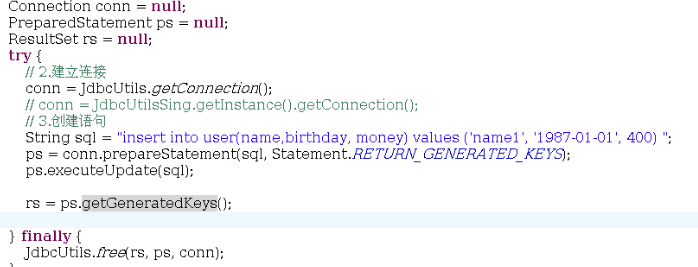 Connection conn = null;
PreparedStatement ps = null;
ResultSet rs = null;
try {
// 2.建立连接
conn = JdbcUtils.getConnection();
// conn = JdbcUtilsSing.getInstance().getConnection();
// 3.创建语句
String sql = "insert into user(name,birthday, money) values ('name1', '1987-01-01', 400) ";
ps = conn.prepareStatement(sql, Statement.RETURN_GENERATED_KEYS);
ps.executeUpdate(sql);
rs = ps.getGeneratedKeys();
} finally {
JdbcUtils.free(rs, ps, conn);
}